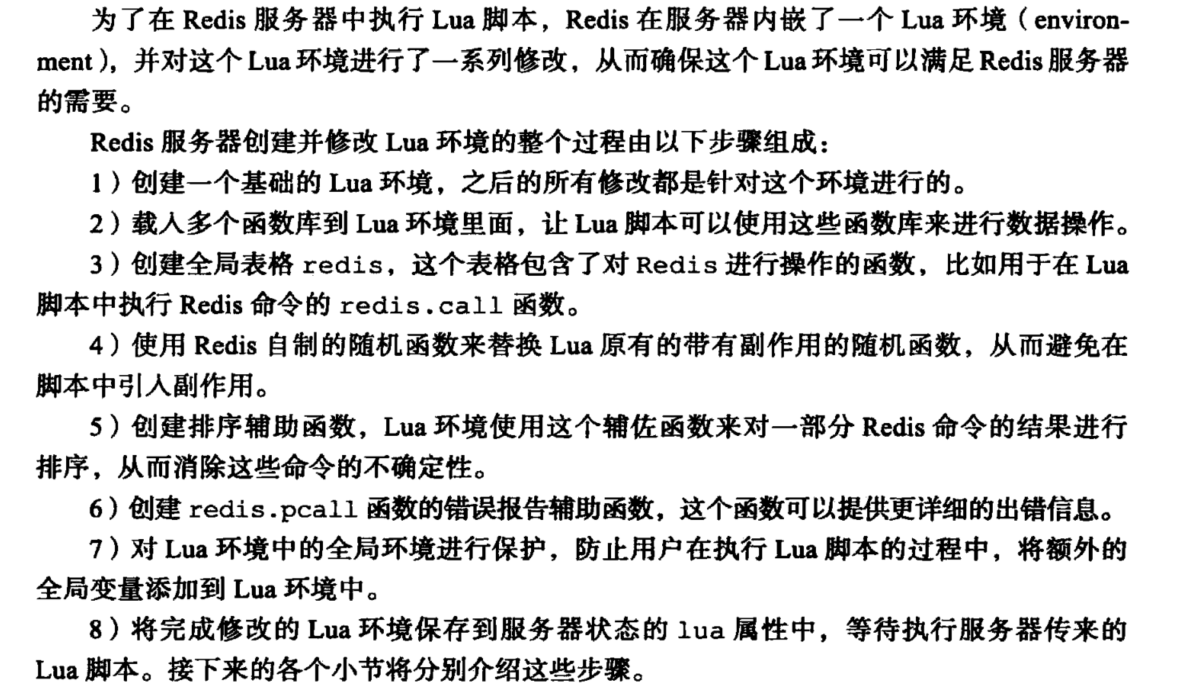 为了在 Redis 服务器中执行 Lua 脚本，Redis 在服务器内嵌了一个 Lua 环境（environ-
ment），并对这个 Lua 环境进行了一系列修改，从而确保这个 Lua 环境可以满足 Redis 服务器
的需要。
Redis 服务器创建并修改 Lua 环境的整个过程由以下步骤组成：
1）创建一个基础的 Lua 环境，之后的所有修改都是针对这个环境进行的。
2）载入多个函数库到 Lua 环境里面，让 Lua 脚本可以使用这些函数库来进行数据操作。
3）创建全局表格 redis，这个表格包含了对 Redis 进行操作的函数，比如用于在 Lua
脚本中执行 Redis 命令的 redis.call 函数。
4）使用 Redis 自制的随机函数来替换 Lua 原有的带有副作用的随机函数，从而避免在
脚本中引入副作用。
5）创建排序辅助函数，Lua 环境使用这个辅佐函数来对一部分 Redis 命令的结果进行
排序，从而消除这些命令的不确定性。
6）创建 redis.pcall 函数的错误报告辅助函数，这个函数可以提供更详细的出错信息。
7）对 Lua 环境中的全局环境进行保护，防止用户在执行 Lua 脚本的过程中，将额外的
全局变量添加到 Lua 环境中。
8）将完成修改的 Lua 环境保存到服务器状态的 lua 属性中，等待执行服务器传来的
Lua 脚本。接下来的各个小节将分别介绍这些步骤。